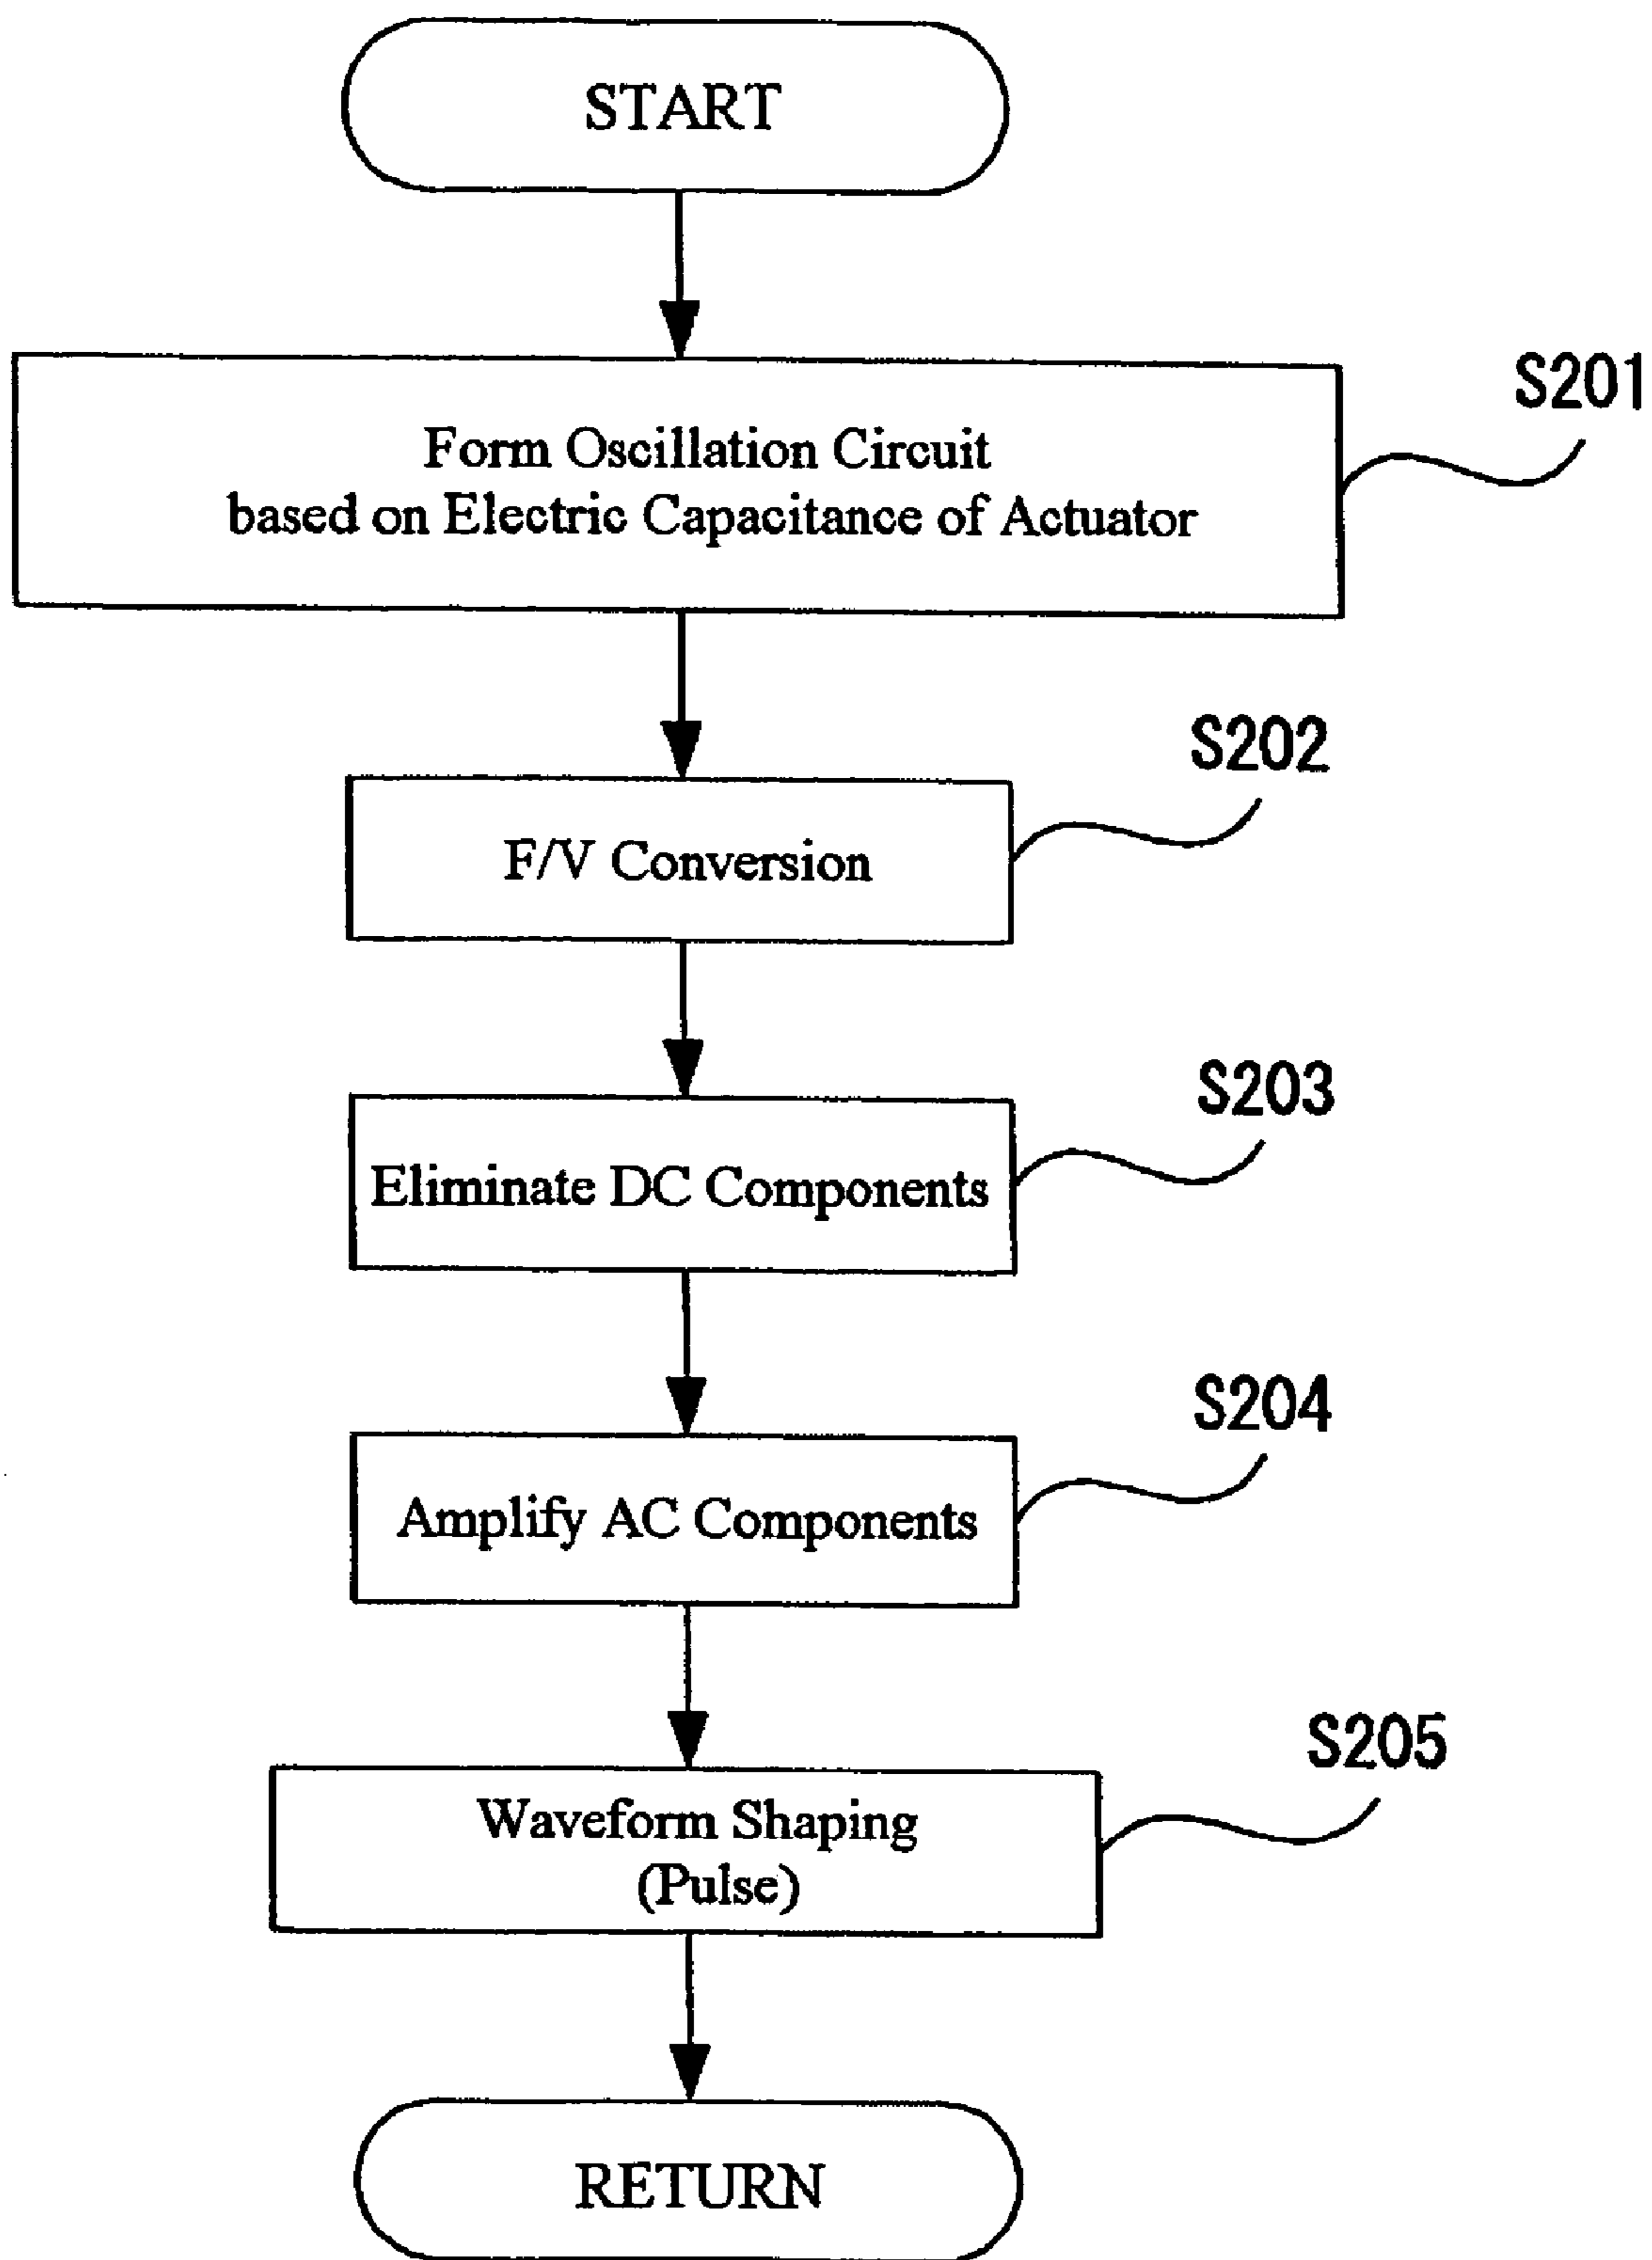 START
S201
Form Oscillation Circuit
based on Electric Capacitance of Actuator
S202
F/V Conversion
S203
Eliminate DC Components
S204
Amplify AC Components
S205
Waveform Shaping
(Pulse)
RETURN